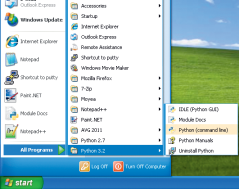 Outlook Express
Windows Update
Internet Explorer
Notepad
Shortcut to putty
Paint.NET
Module Docs
Notepad++
All Programs
Accessories
Startup
Internet Explorer
Outlook Express
Remote Assistance
Shortcut to putty
Windows Movie Maker
Mozilla Firefox
7-Zip
Notepad++
Paint.NET
AVG 2011
Python 2.7
Python 3.2
IDLE (Python GUI)
Module Docs
Python (command line)
Python Manuals
Uninstall Python
Log Off
Turn Off Computer
start